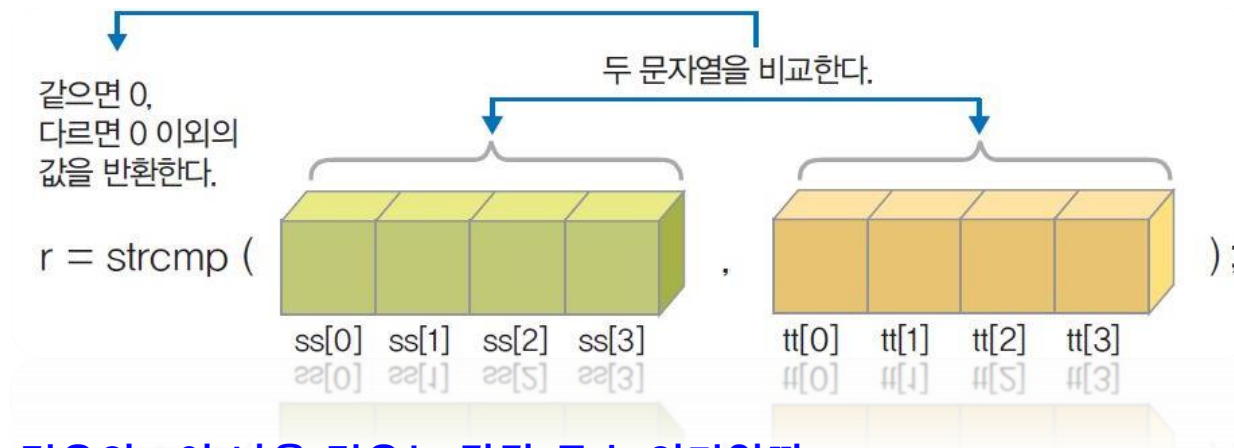 두 문자열을 비교한다.
같으면 0,
다르면 0 이외의
값을 반환한다.
r = strcmp ( , ) ;
ss[0] ss[1] ss[2] ss[3] tt[0] tt[1] tt[2] tt[3]